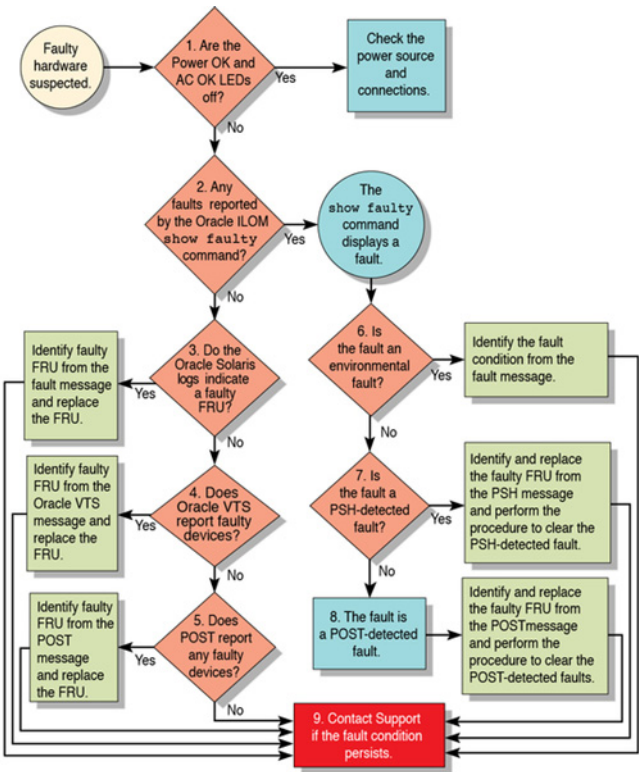 Faulty
hardware
suspected.
1. Are the
Power OK and
AC OK LEDs
off?
Yes
Check the
power source
and
connections.
No
2. Any
faults reported
by the Oracle ILOM
show faulty
command?
Yes
The
show faulty
command
displays a
fault.
No
3. Do the
Oracle Solaris
logs indicate
a faulty
FRU?
Yes
Identify faulty
FRU from the
fault message
and replace
the FRU.
No
4. Does
Oracle VTS
report faulty
devices?
Yes
Identify faulty
FRU from the
Oracle VTS
message and
replace the
FRU.
No
5. Does
POST report
any faulty
devices?
Yes
Identify faulty
FRU from the
POST
message
and replace
the FRU.
No
6. Is
the fault an
environmental
fault?
Yes
Identify the fault
condition from the
fault message.
No
7. Is
the fault a
PSH-detected
fault?
Yes
Identify and replace
the faulty FRU from
the PSH message
and perform the
procedure to clear the
PSH-detected fault.
No
8. The fault is
a POST-detected
fault.
Identify and replace
the faulty FRU from
the POSTmessage
and perform the
procedure to clear the
POST-detected faults.
9. Contact Support
if the fault condition
persists.